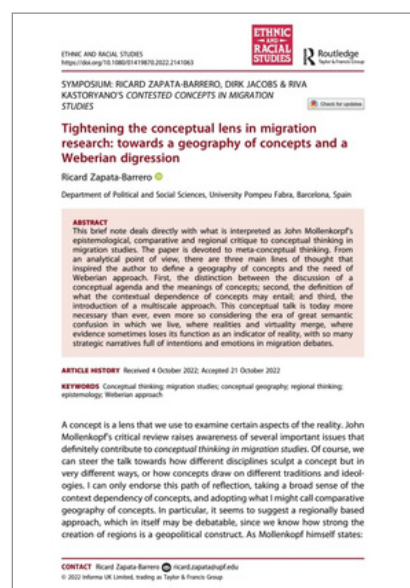 ETHNIC AND RACIAL STUDIES
https://doi.org/10.1080/01419870.2022.2141063
ETHNIC
AND
RACIAL
STUDIES
Routledge
Taylor & Francis Group
SYMPOSIUM: RICARD ZAPATA-BARRERO, DIRK JACOBS & RIVA
KASTORYANO'S CONTESTED CONCEPTS IN MIGRATION
STUDIES
Check for updates
Tightening the conceptual lens in migration
research: towards a geography of concepts and a
Weberian digression
Ricard Zapata-Barrero
Department of Political and Social Sciences, University Pompeu Fabra, Barcelona, Spain
ABSTRACT
This brief note deals directly with what is interpreted as John Mollenkopf's
epistemological, comparative and regional critique to conceptual thinking in
migration studies. The paper is devoted to meta-conceptual thinking. From
an analytical point of view, there are three main lines of thought that
inspired the author to define a geography of concepts and the need of
Weberian approach. First, the distinction between the discussion of a
conceptual agenda and the meanings of concepts; second, the definition of
what the contextual dependency of concepts may entail; and third, the
introduction of a multiscale approach. This conceptual talk is today more
necessary than ever, even more so considering the era of great semantic
confusion in which we live, where realities and virtuality merge, where
evidence sometimes loses its function as an indicator of reality, with so many
strategic narratives full of intentions and emotions in migration debates.
ARTICLE HISTORY Received 4 October 2022; Accepted 21 October 2022
KEYWORDS Conceptual thinking; migration studies; conceptual geography; regional thinking;
epistemology; Weberian approach
A concept is a lens that we use to examine certain aspects of the reality. John
Mollenkopf's critical review raises awareness of several important issues that
definitely contribute to conceptual thinking in migration studies. Of course, we
can steer the talk towards how different disciplines sculpt a concept but in
very different ways, or how concepts draw on different traditions and ideol-
ogies. I can only endorse this path of reflection, taking a broad sense of the
context dependency of concepts, and adopting what I might call comparative
geography of concepts. In particular, it seems to suggest a regionally based
approach, which in itself may be debatable, since we know how strong the
creation of regions is a geopolitical construct. As Mollenkopf himself states:
CONTACT Ricard Zapata-Barrero ricard.zapata@upf.edu
© 2022 Informa UK Limited, trading as Taylor & Francis Group